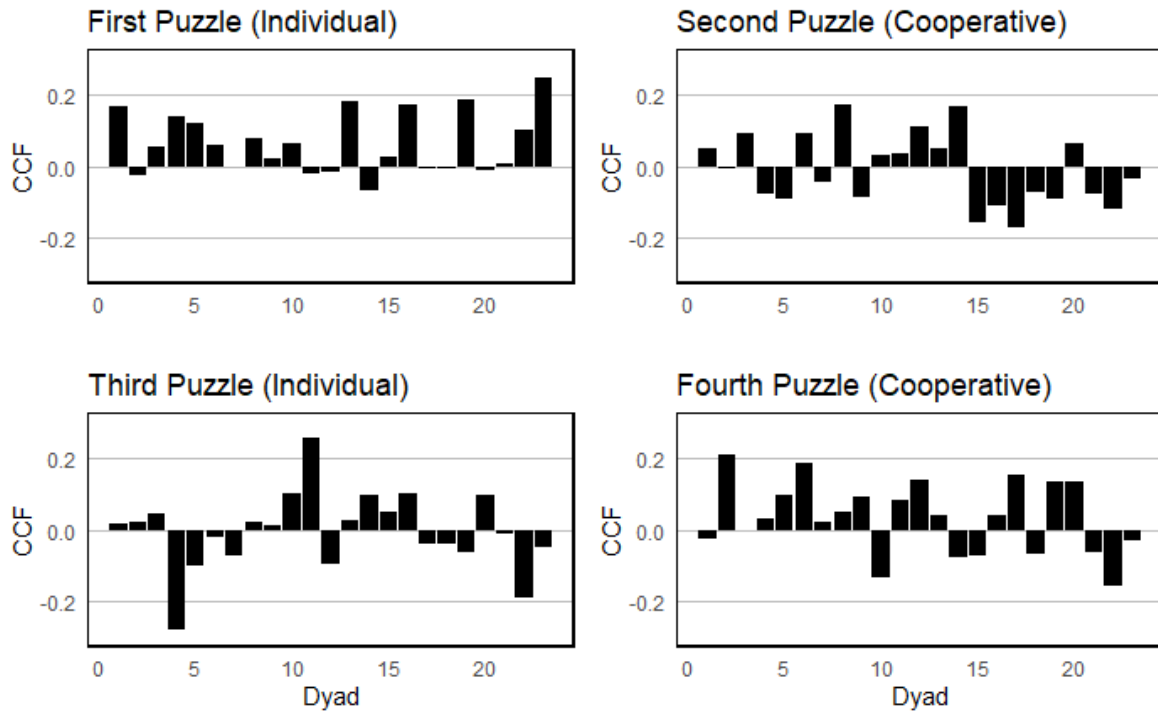 First Puzzle (Individual)
CCF
0.2
0.0
-0.2
0 5 10 15 20
Second Puzzle (Cooperative)
CCF
0.2
0.0
-0.2
0 5 10 15 20
Third Puzzle (Individual)
CCF
0.2
0.0
-0.2
0 5 10 15 20
Dyad
Fourth Puzzle (Cooperative)
CCF
0.2
0.0
-0.2
0 5 10 15 20
Dyad